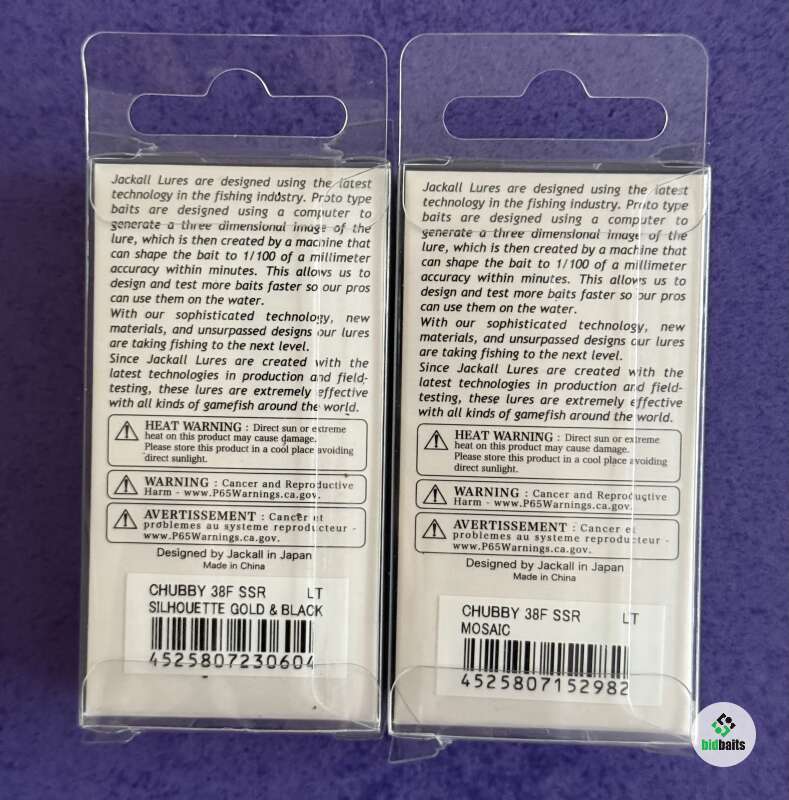 Jackall Lures are designed using the latest
technology in the fishing industry. Proto type
baits are designed using a computer to
generate a three dimensional image of the
lure, which is then created by a machine that
can shape the bait to 1/100 of a millimeter
accuracy within minutes. This allows us to
design and test more baits faster so our pros
can use them on the water.
With our sophisticated technology, new
materials, and unsurpassed designs our lures
are taking fishing to the next level.
Since Jackall Lures are created with the
latest technologies in production and field-
testing, these lures are extremely effective
with all kinds of gamefish around the world.
HEAT WARNING : Direct sun or extreme
heat on this product may cause damage.
Please store this product in a cool place avoiding
direct sunlight.
WARNING : Cancer and Reproductive
Harm - www.P65Warnings.ca.gov.
AVERTISSEMENT : Cancer et
problemes au systeme reproducteur -
www.P65Warnings.ca.gov.
Designed by Jackall in Japan
Made in China
CHUBBY 38F SSR LT
SILHOUETTE GOLD & BLACK
4525807230604
Jackall Lures are designed using the latest
technology in the fishing industry. Proto type
baits are designed using a computer to
generate a three dimensional image of the
lure, which is then created by a machine that
can shape the bait to 1/100 of a millimeter
accuracy within minutes. This allows us to
design and test more baits faster so our pros
can use them on the water.
With our sophisticated technology, new
materials, and unsurpassed designs our lures
are taking fishing to the next level.
Since Jackall Lures are created with the
latest technologies in production and field-
testing, these lures are extremely effective
with all kinds of gamefish around the world.
HEAT WARNING : Direct sun or extreme
heat on this product may cause damage.
Please store this product in a cool place avoiding
direct sunlight.
WARNING : Cancer and Reproductive
Harm - www.P65Warnings.ca.gov.
AVERTISSEMENT : Cancer et
problemes au systeme reproducteur -
www.P65Warnings.ca.gov.
Designed by Jackall in Japan
Made in China
CHUBBY 38F SSR LT
MOSAIC
4525807152982
bidbaits